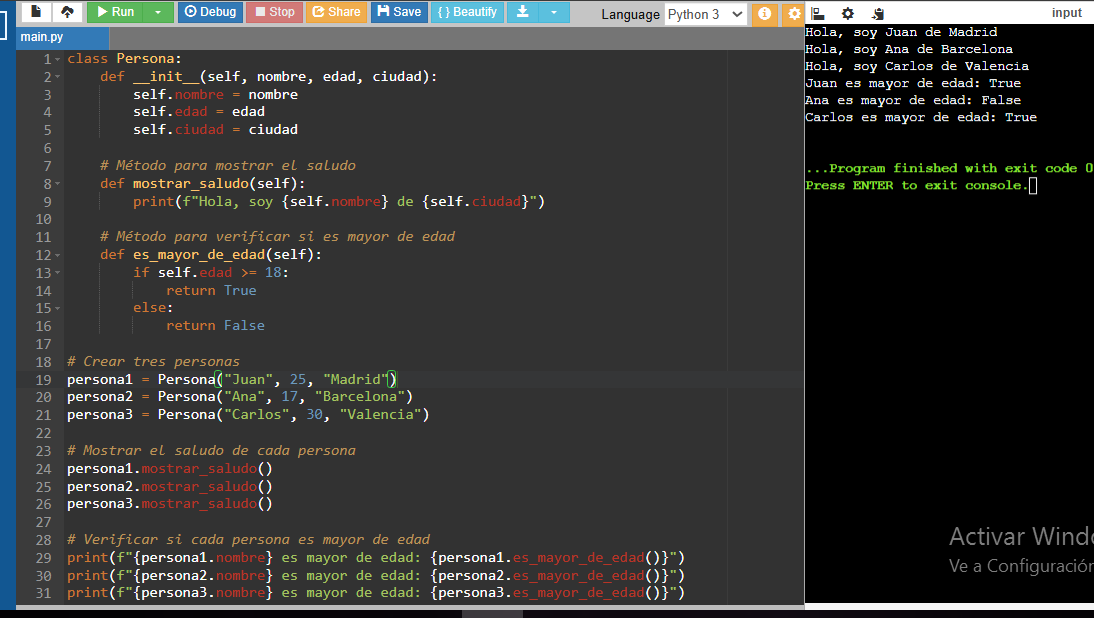 Run Debug Stop Share Save { } Beautify Language Python 3 input
main.py
1 class Persona:
2     def __init__(self, nombre, edad, ciudad):
3         self.nombre = nombre
4         self.edad = edad
5         self.ciudad = ciudad
6
7     # Método para mostrar el saludo
8     def mostrar_saludo(self):
9         print(f"Hola, soy {self.nombre} de {self.ciudad}")
10
11     # Método para verificar si es mayor de edad
12     def es_mayor_de_edad(self):
13         if self.edad >= 18:
14             return True
15         else:
16             return False
17
18 # Crear tres personas
19 persona1 = Persona("Juan", 25, "Madrid")
20 persona2 = Persona("Ana", 17, "Barcelona")
21 persona3 = Persona("Carlos", 30, "Valencia")
22
23 # Mostrar el saludo de cada persona
24 persona1.mostrar_saludo()
25 persona2.mostrar_saludo()
26 persona3.mostrar_saludo()
27
28 # Verificar si cada persona es mayor de edad
29 print(f"{persona1.nombre} es mayor de edad: {persona1.es_mayor_de_edad()}")
30 print(f"{persona2.nombre} es mayor de edad: {persona2.es_mayor_de_edad()}")
31 print(f"{persona3.nombre} es mayor de edad: {persona3.es_mayor_de_edad()}")
Hola, soy Juan de Madrid
Hola, soy Ana de Barcelona
Hola, soy Carlos de Valencia
Juan es mayor de edad: True
Ana es mayor de edad: False
Carlos es mayor de edad: True
...Program finished with exit code 0
Press ENTER to exit console.
Activar Windo
Ve a Configuración